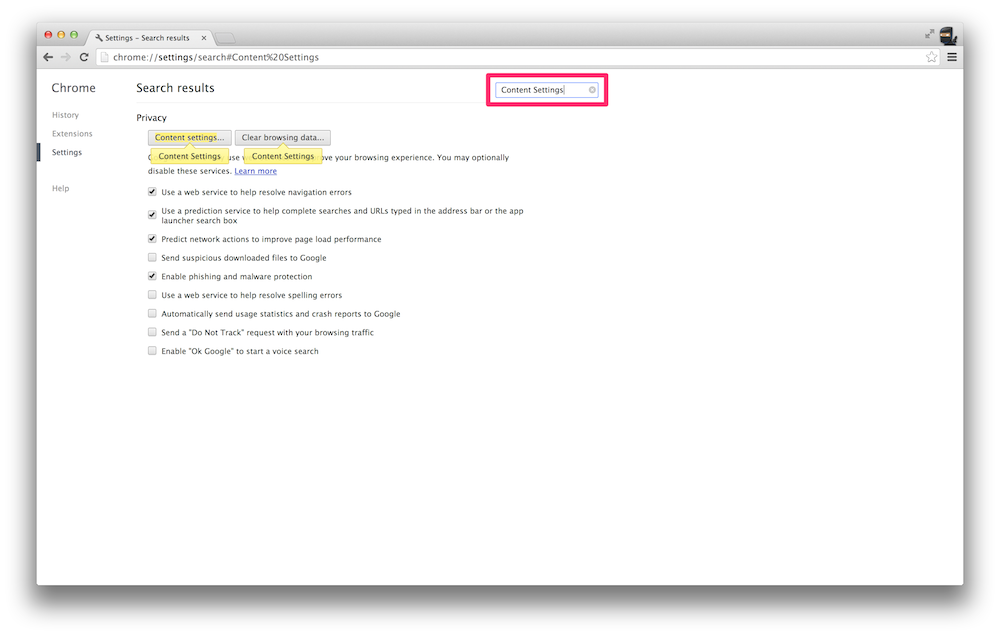 Settings - Search results
chrome://settings/search#Content%20Settings
Chrome
Search results
Content Settings
History
Extensions
Settings
Help
Privacy
Content settings...
Clear browsing data...
Content Settings
Content Settings
use
your browsing experience. You may optionally
disable these services. Learn more
Use a web service to help resolve navigation errors
Use a prediction service to help complete searches and URLs typed in the address bar or the app
launcher search box
Predict network actions to improve page load performance
Send suspicious downloaded files to Google
Enable phishing and malware protection
Use a web service to help resolve spelling errors
Automatically send usage statistics and crash reports to Google
Send a "Do Not Track" request with your browsing traffic
Enable "Ok Google" to start a voice search